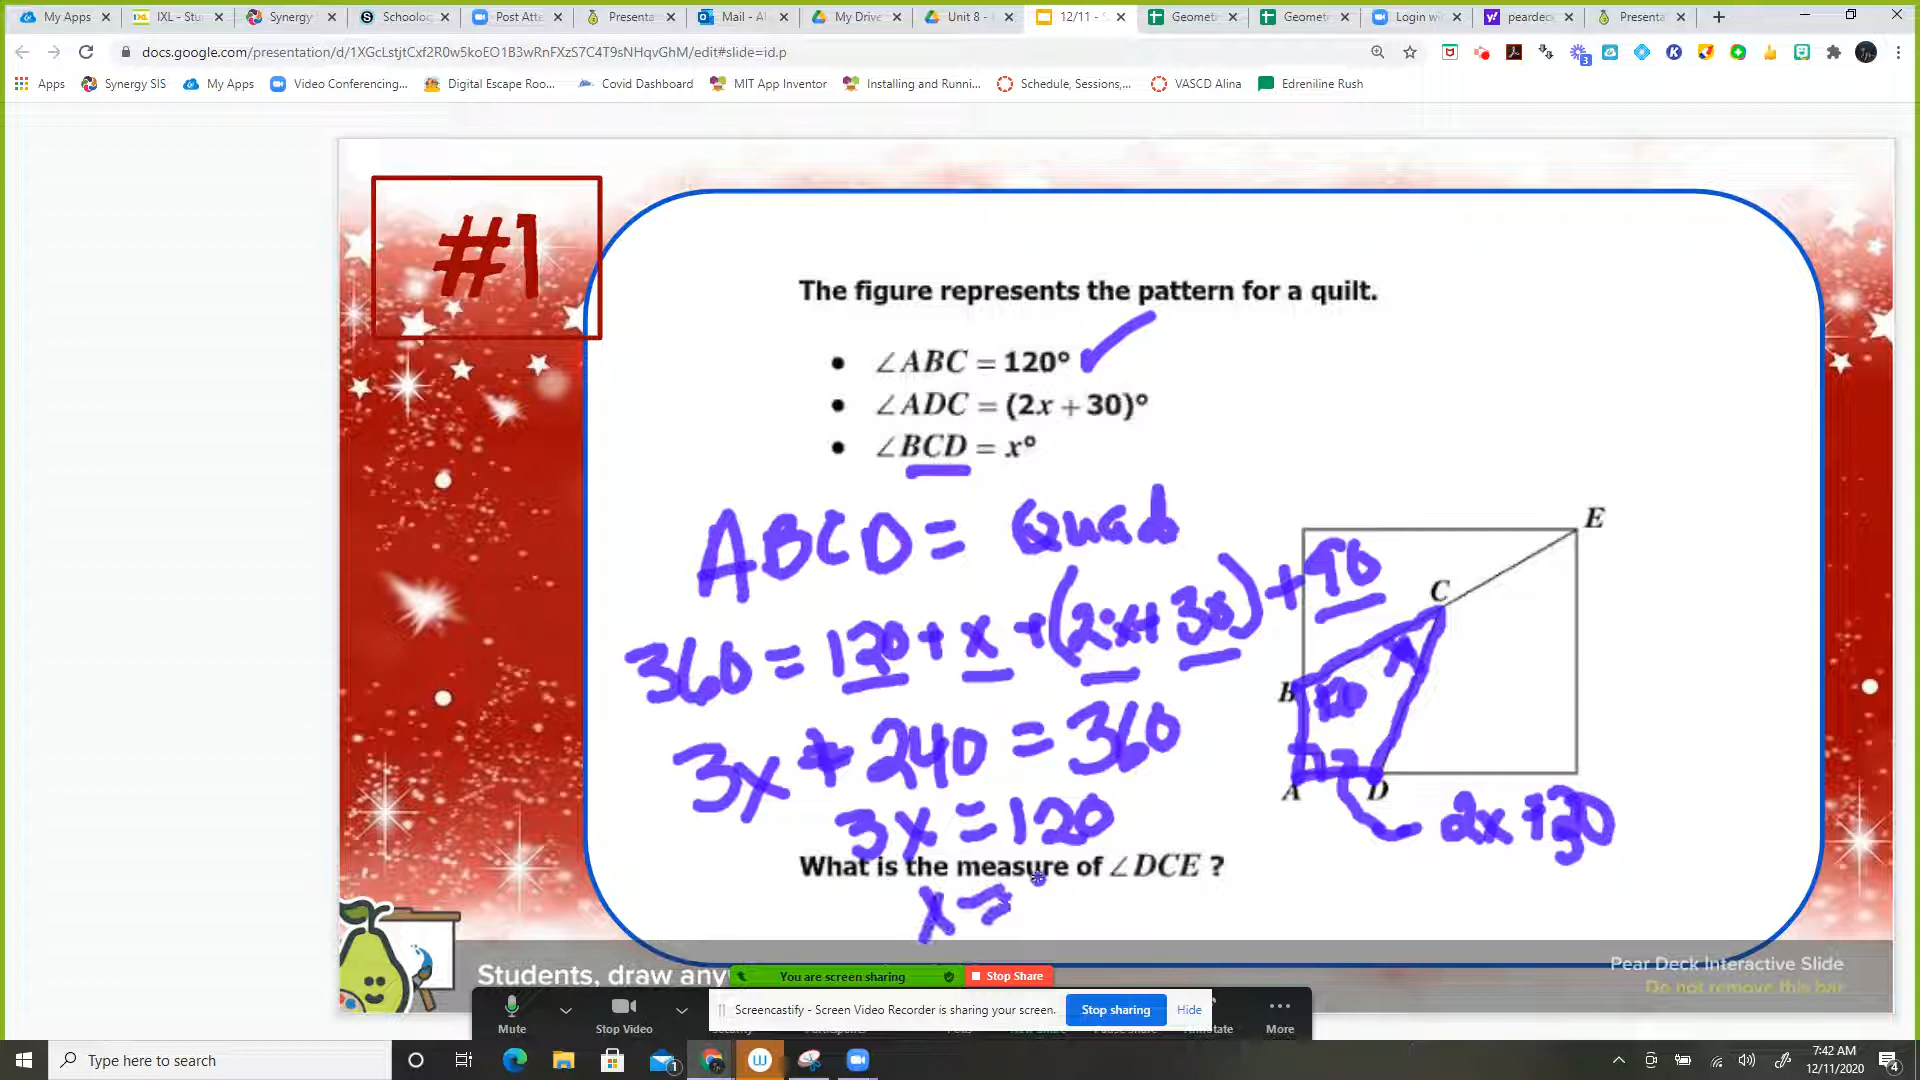 My Apps
IXL - Stu
Synergy
Schooloc
Post Atte
Presenta
Mail - Al
My Drive
Unit 8 - I
12/11 - S
Geometr
Geometr
Login wi
peardec
Presenta
docs.google.com/presentation/d/1XGcLstjtCxf2R0w5koEO1B3wRnFXzS7C4T9sNHqvGhM/edit#slide=id.p
Apps
Synergy SIS
My Apps
Video Conferencing...
Digital Escape Roo...
Covid Dashboard
MIT App Inventor
Installing and Runni...
Schedule, Sessions,...
VASCD Alina
Edreniline Rush
#1
The figure represents the pattern for a quilt.
• ∠ABC = 120°
• ∠ADC = (2x + 30)°
• ∠BCD = x°
ABCD = Quad
360 = 120 + x + (2x + 30) + 90
3x + 240 = 360
3x = 120
What is the measure of ∠DCE ?
x =
E
C
x
B
120
A
D
2x + 30
Students, draw any
Pear Deck Interactive Slide
Do not remove this bar
You are screen sharing
Stop Share
Screencastify - Screen Video Recorder is sharing your screen.
Stop sharing
Hide
Mute
Stop Video
More
Type here to search
7:42 AM
12/11/2020